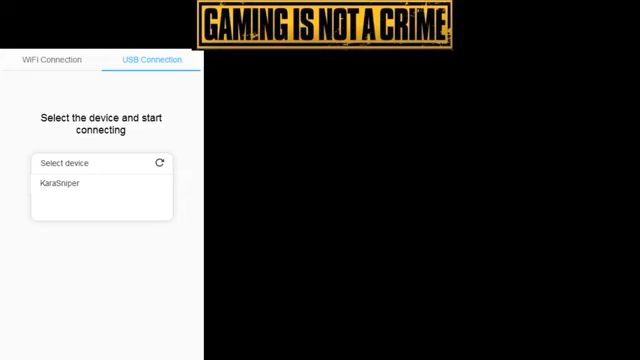 GAMING IS NOT A CRIME
WiFi Connection USB Connection
Select the device and start
connecting
Select device
KaraSniper